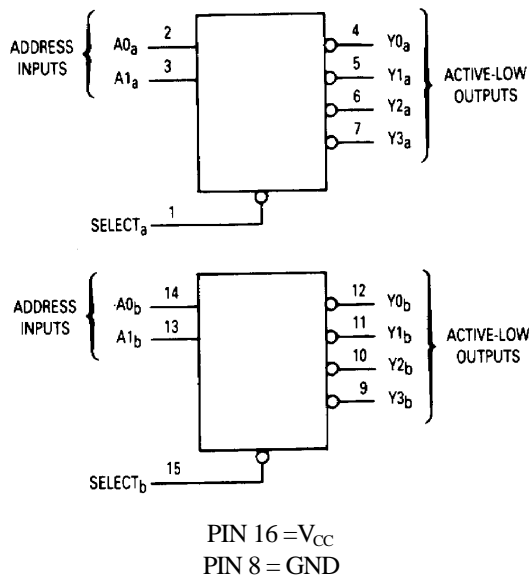 ADDRESS INPUTS
A0a 2
A1a 3
4 Y0a
5 Y1a
6 Y2a
7 Y3a
ACTIVE-LOW OUTPUTS
SELECTa 1
ADDRESS INPUTS
A0b 14
A1b 13
12 Y0b
11 Y1b
10 Y2b
9 Y3b
ACTIVE-LOW OUTPUTS
SELECTb 15
PIN 16 =VCC
PIN 8 = GND